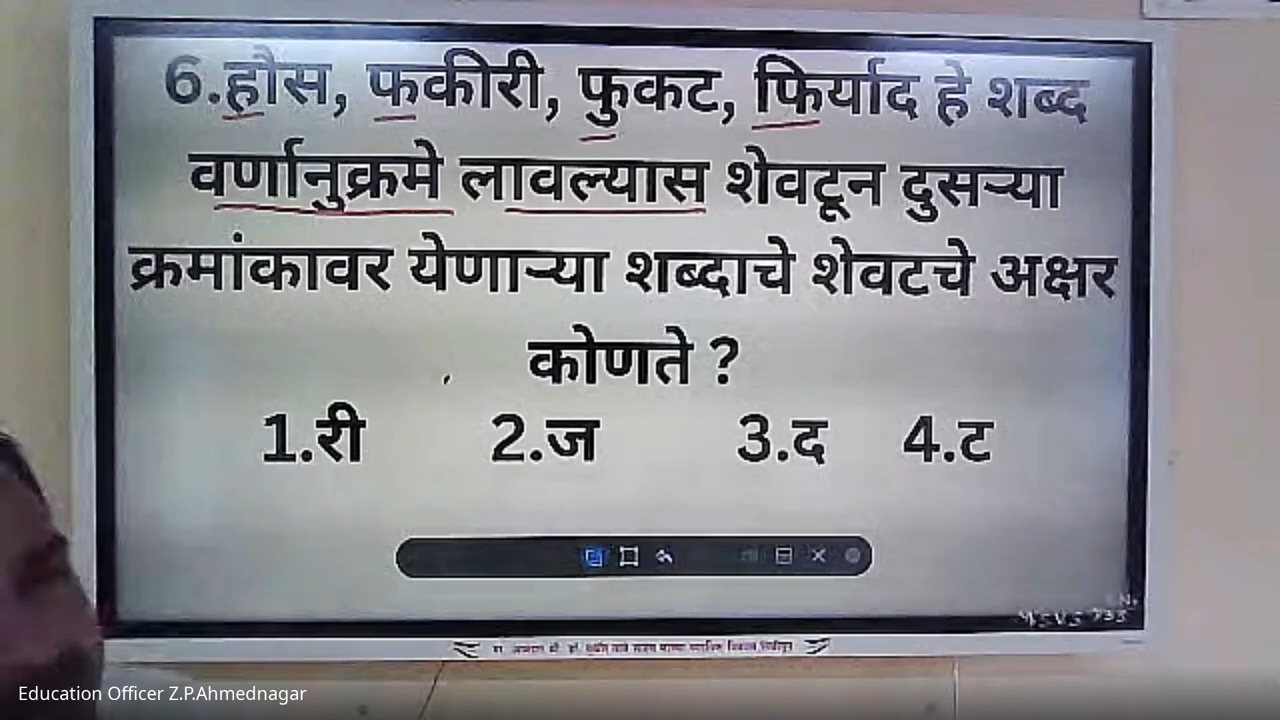 6.हौस, फकीरी, फुकट, फिर्याद हे शब्द
वर्णानुक्रमे लावल्यास शेवटून दुसऱ्या
क्रमांकावर येणाऱ्या शब्दाचे शेवटचे अक्षर
कोणते ?
1.री 2.ज 3.द 4.ट
Education Officer Z.P.Ahmednagar